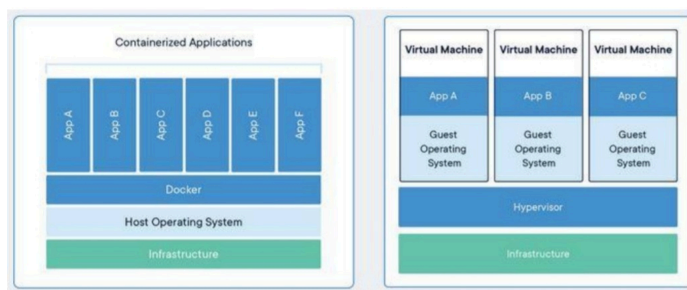 Containerized Applications
App A
App B
App C
App D
App E
App F
Docker
Host Operating System
Infrastructure
Virtual Machine
Virtual Machine
Virtual Machine
App A
App B
App C
Guest
Operating
System
Guest
Operating
System
Guest
Operating
System
Hypervisor
Infrastructure